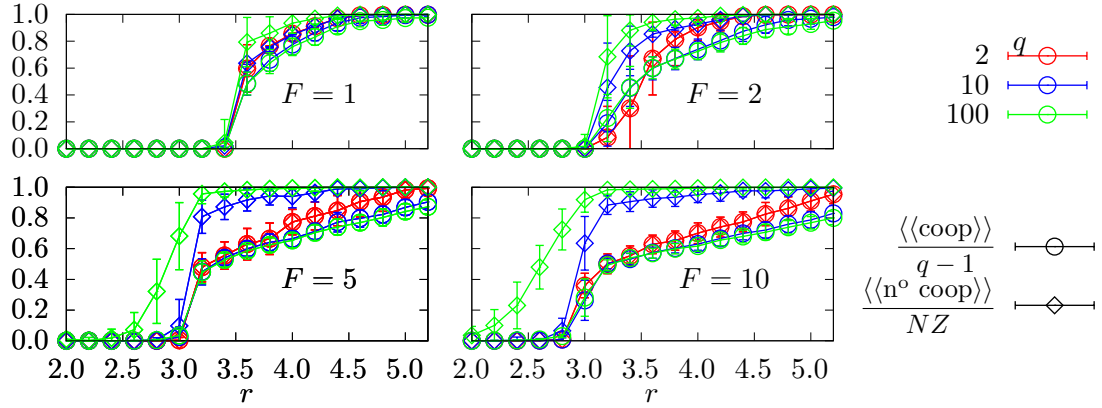 1.0
0.8
0.6
0.4
0.2
0.0
F = 1
F = 2
q
2
10
100
1.0
0.8
0.6
0.4
0.2
0.0
F = 5
F = 10
⟨⟨coop⟩⟩
q − 1
⟨⟨nº coop⟩⟩
NZ
2.0 2.5 3.0 3.5 4.0 4.5 5.0
2.0 2.5 3.0 3.5 4.0 4.5 5.0
r
r